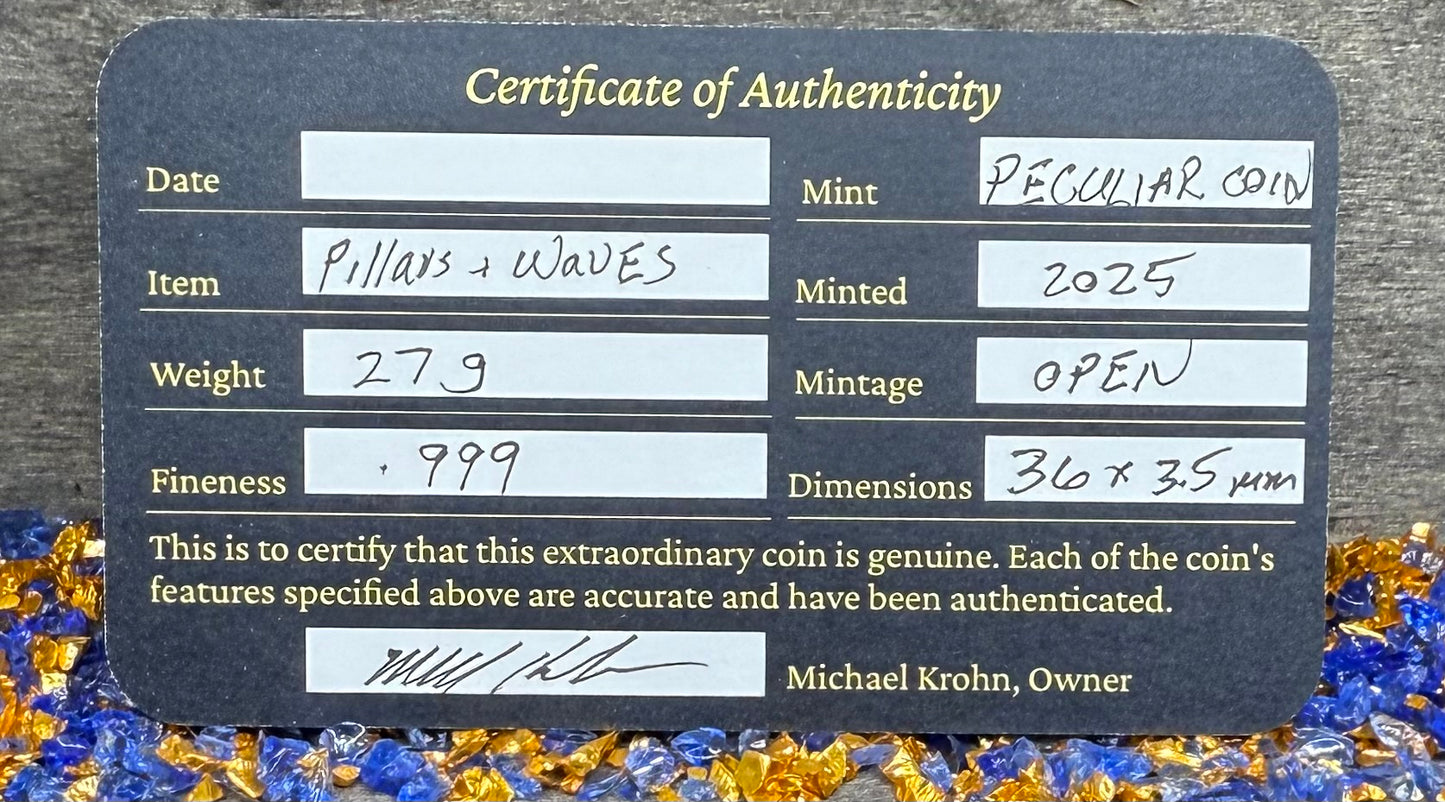 Certificate of Authenticity
Date
Mint PECULIAR COIN
Item Pillars + WaVES
Minted 2025
Weight 27g
Mintage OPEN
Fineness .999
Dimensions 36 x 3.5 mm
This is to certify that this extraordinary coin is genuine. Each of the coin's
features specified above are accurate and have been authenticated.
Michael Krohn, Owner